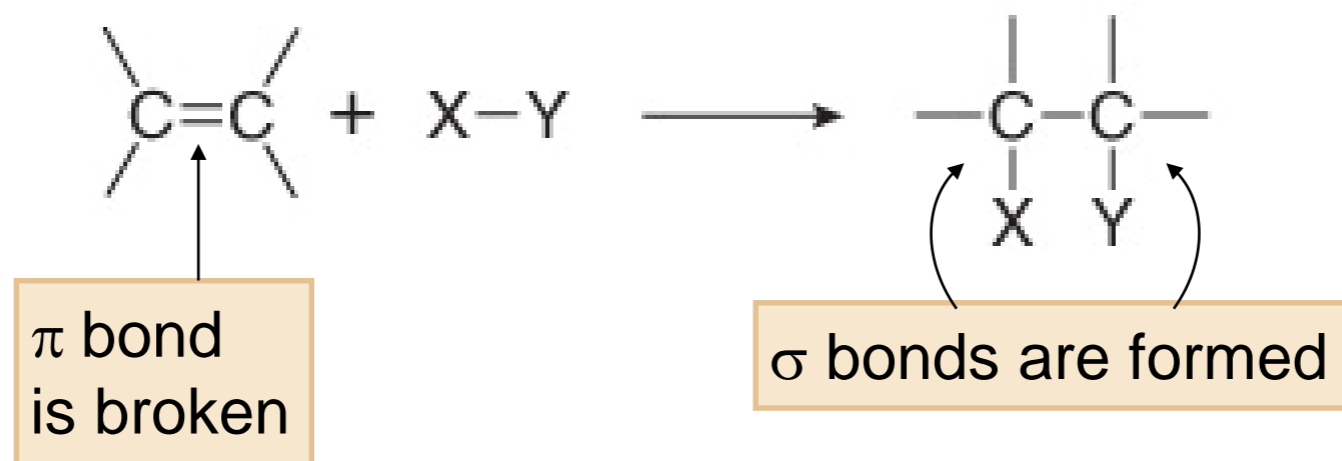 C=C + X−Y → −C−C−
X Y
π bond
is broken
σ bonds are formed